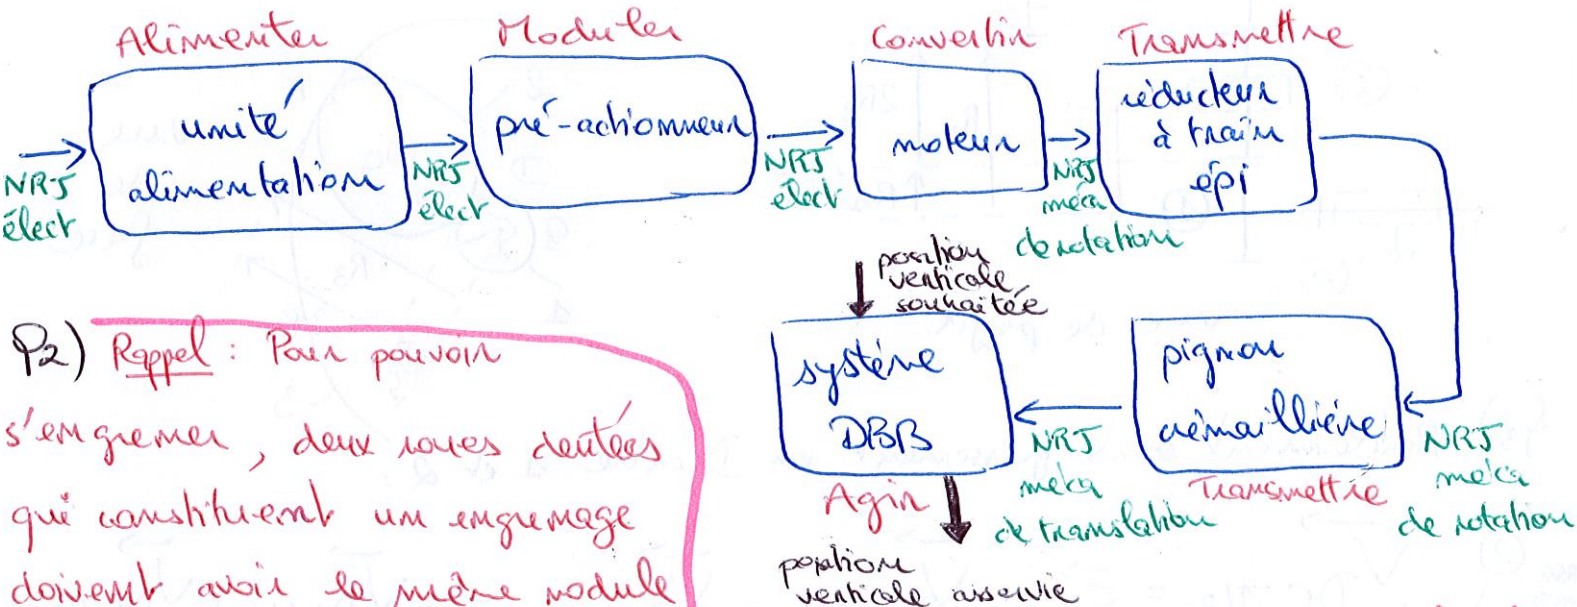 Alimenter
Moduler
Convertir
Transmettre
unité
alimentation
pré-actionneur
moteur
réducteur
à train
épi
NRJ
élect
NRJ
élect
NRJ
élect
NRJ
méca
de rotation
position
verticale
souhaitée
P2) Rappel : Pour pouvoir
s'engrener, deux roues dentées
qui constituent un engrenage
doivent avoir le même module
système
DBB
pignon
crémaillière
Agir
NRJ
méca
de translation
Transmettre
NRJ
méca
de rotation
position
verticale asservie